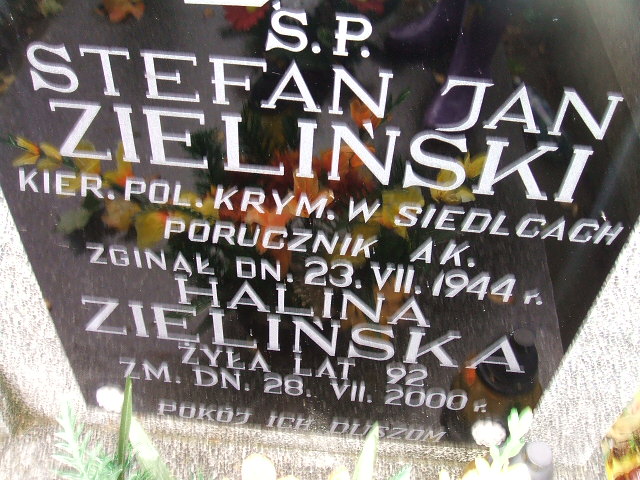 Ś.P.
STEFAN JAN
ZIELIŃSKI
KIER. POL. KRYM. W SIEDLCACH
PORUCZNIK AK.
ZGINĄŁ DN. 23. VII. 1944 r.
HALINA
ZIELIŃSKA
ŻYŁA LAT 92
ZM. DN. 28. VII. 2000 r.
POKÓJ ICH DUSZOM